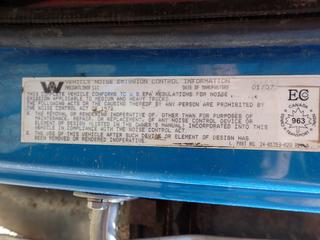 VEHICLE NOISE EMISSION CONTROL INFORMATION
FREIGHTLINER LLC DATE OF MANUFACTURE 01/07
THIS VEHICLE CONFORMS TO U.S. EPA REGULATIONS FOR NOISE
EMISSION APPLICABLE TO MEDIUM AND HEAVY TRUCKS.
THE FOLLOWING ACTS OR THE CAUSING THEREOF BY ANY PERSON ARE PROHIBITED BY
THE NOISE CONTROL ACT OF 1972
A. THE REMOVAL OR RENDERING INOPERATIVE, OTHER THAN FOR PURPOSES OF
MAINTENANCE, REPAIR, OR REPLACEMENT, OF ANY NOISE CONTROL DEVICE OR
ELEMENT OF DESIGN (LISTED IN THE OWNER'S MANUAL) INCORPORATED INTO THIS
VEHICLE IN COMPLIANCE WITH THE NOISE CONTROL ACT
B. THE USE OF THIS VEHICLE AFTER SUCH DEVICE OR ELEMENT OF DESIGN HAS
BEEN REMOVED OR RENDERED INOPERATIVE.
EC
CANADA
963